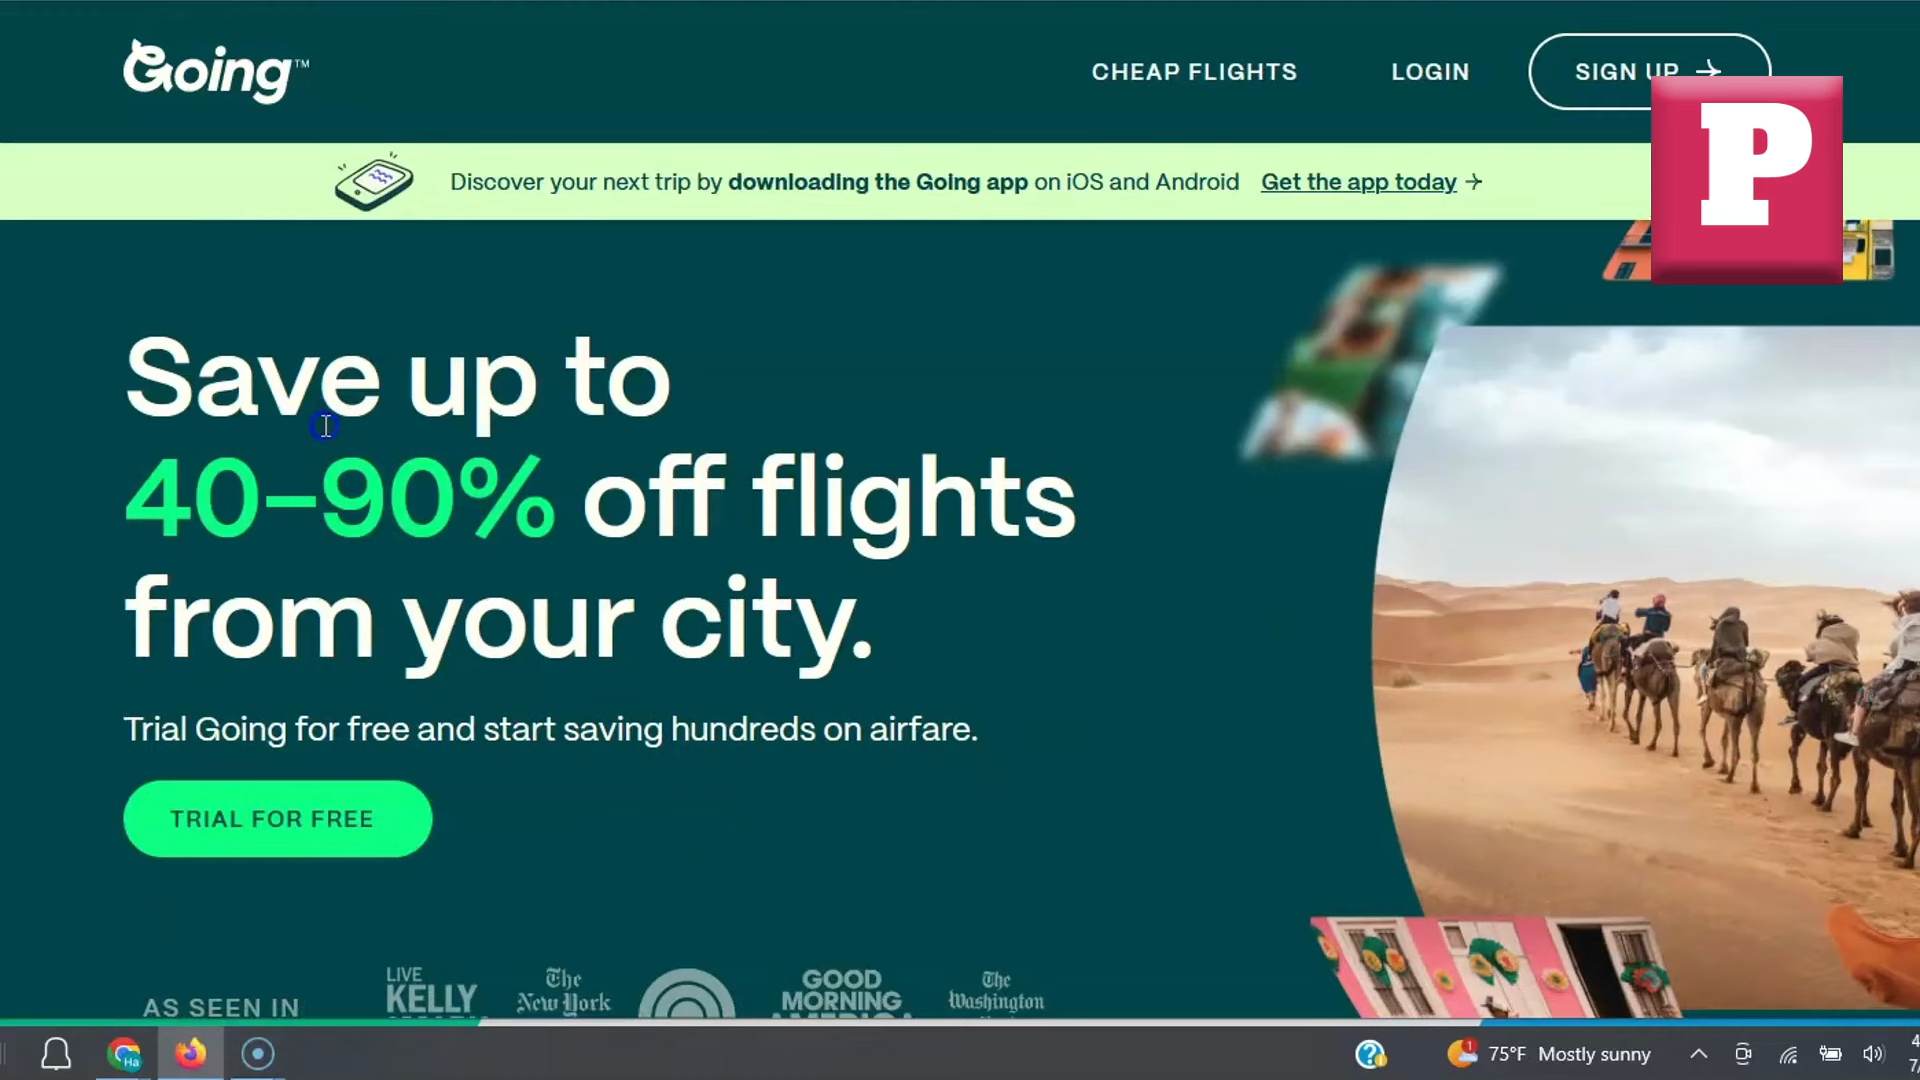 Going™
CHEAP FLIGHTS
LOGIN
SIGN UP
P
Discover your next trip by downloading the Going app on iOS and Android Get the app today
Save up to
40–90% off flights
from your city.
Trial Going for free and start saving hundreds on airfare.
TRIAL FOR FREE
AS SEEN IN
LIVE
KELLY
The
New York
GOOD
MORNING
AMERICA
The
Washington
Ha
1
75°F Mostly sunny